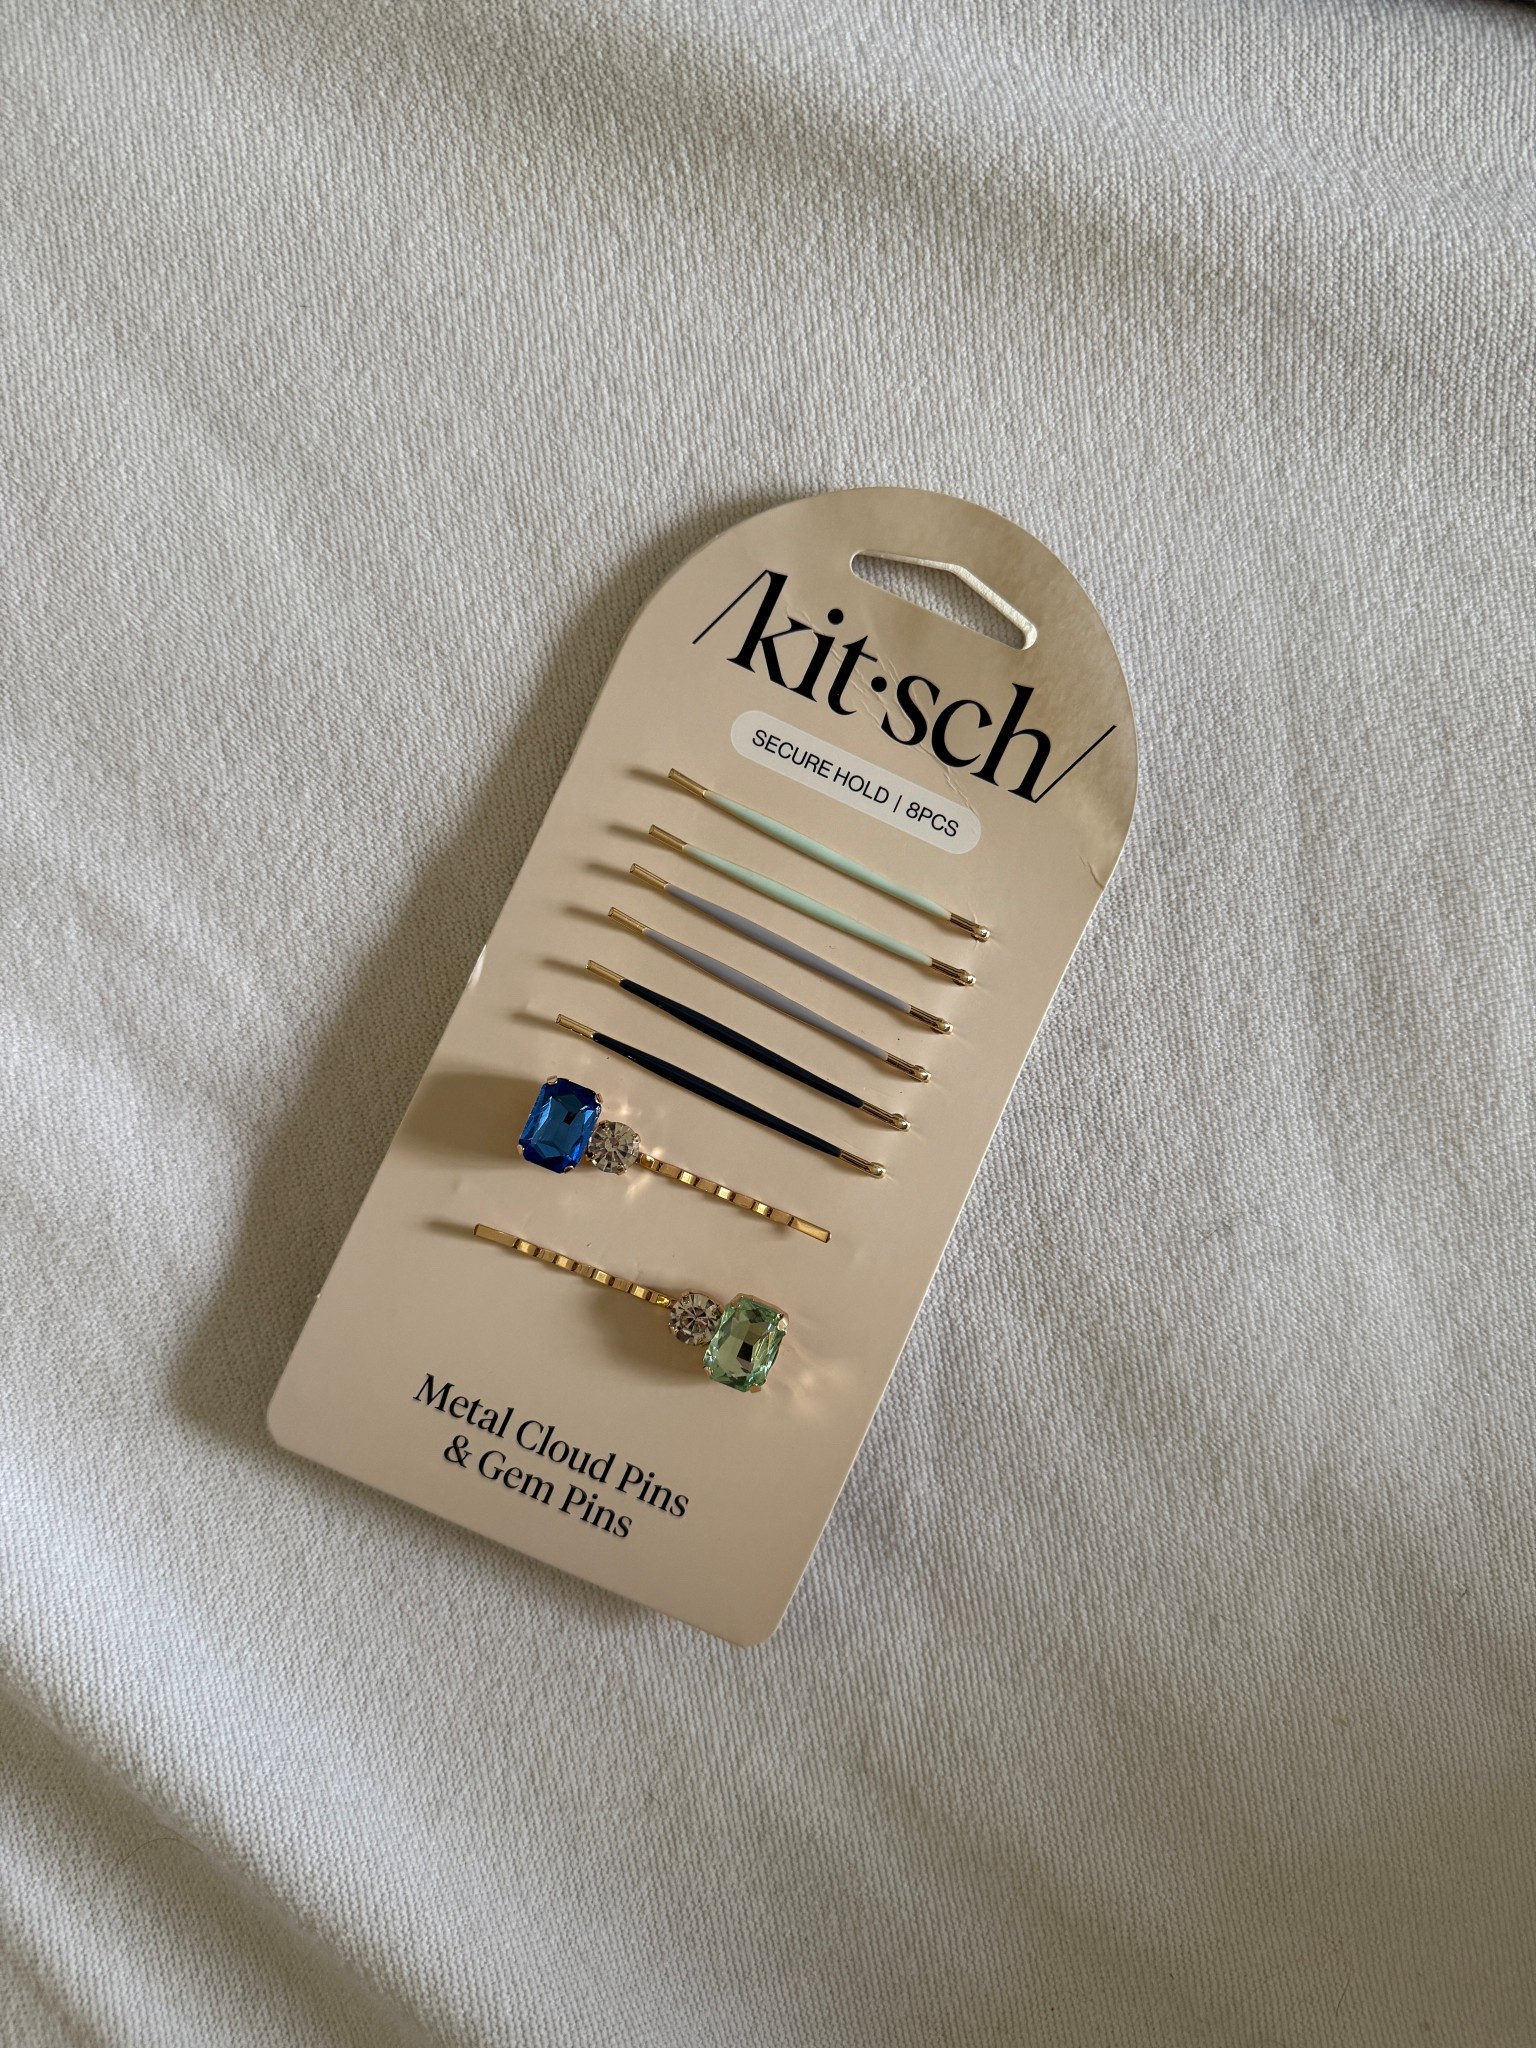 /kit·sch/
SECURE HOLD | 8PCS
Metal Cloud Pins
& Gem Pins